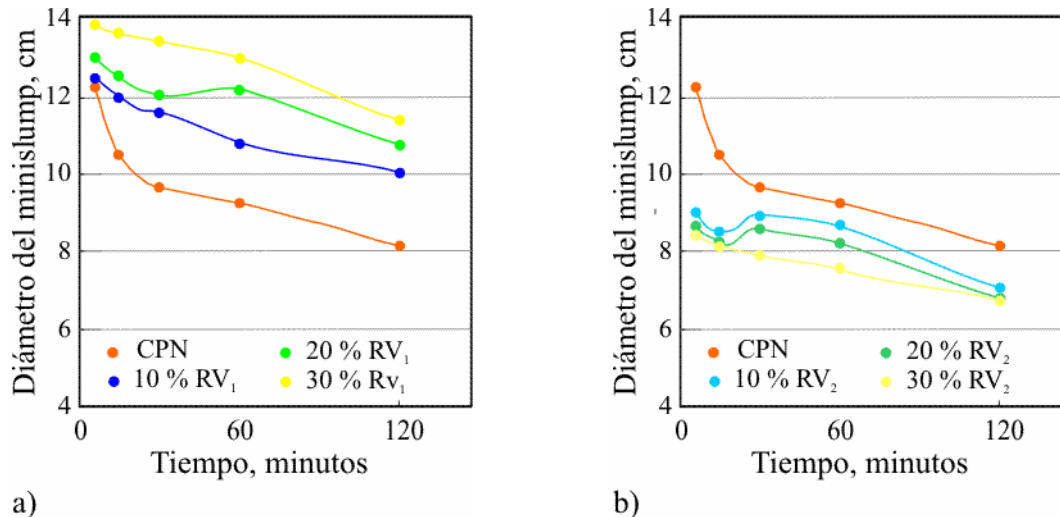 Diámetro del minislump, cm
14
12
10
8
6
4
CPN
20 % RV₁
10 % RV₁
30 % Rv₁
0
60
120
Tiempo, minutos
a)
Diámetro del minislump, cm
14
12
10
8
6
4
CPN
20 % RV₂
10 % RV₂
30 % RV₂
0
60
120
Tiempo, minutos
b)